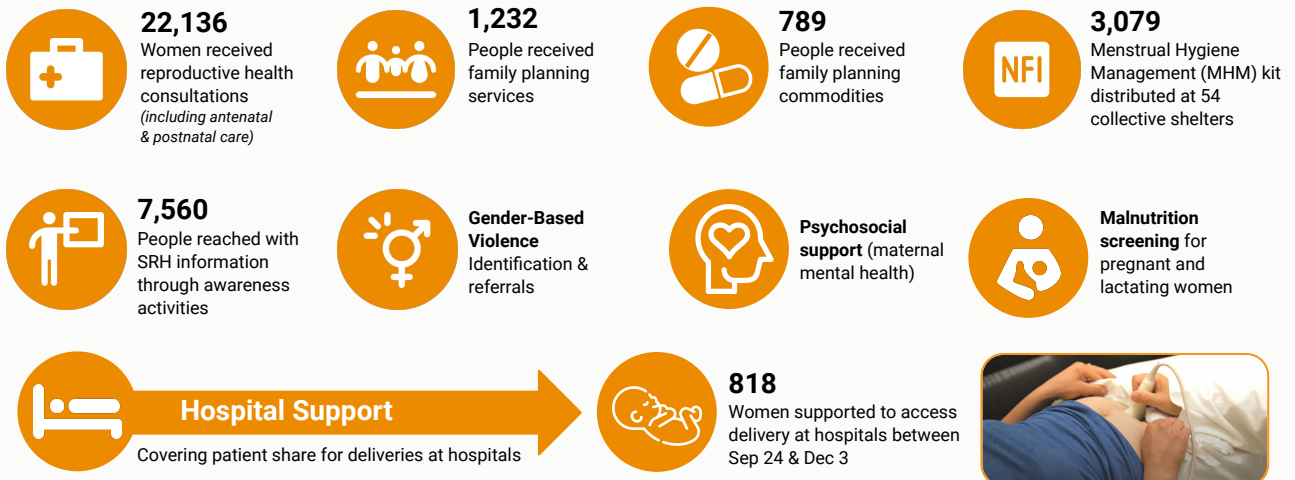 22,136
Women received
reproductive health
consultations
(including antenatal
& postnatal care)
1,232
People received
family planning
services
789
People received
family planning
commodities
NFI
3,079
Menstrual Hygiene
Management (MHM) kit
distributed at 54
collective shelters
7,560
People reached with
SRH information
through awareness
activities
Gender-Based
Violence
Identification &
referrals
Psychosocial
support (maternal
mental health)
Malnutrition
screening for
pregnant and
lactating women
Hospital Support
Covering patient share for deliveries at hospitals
818
Women supported to access
delivery at hospitals between
Sep 24 & Dec 3